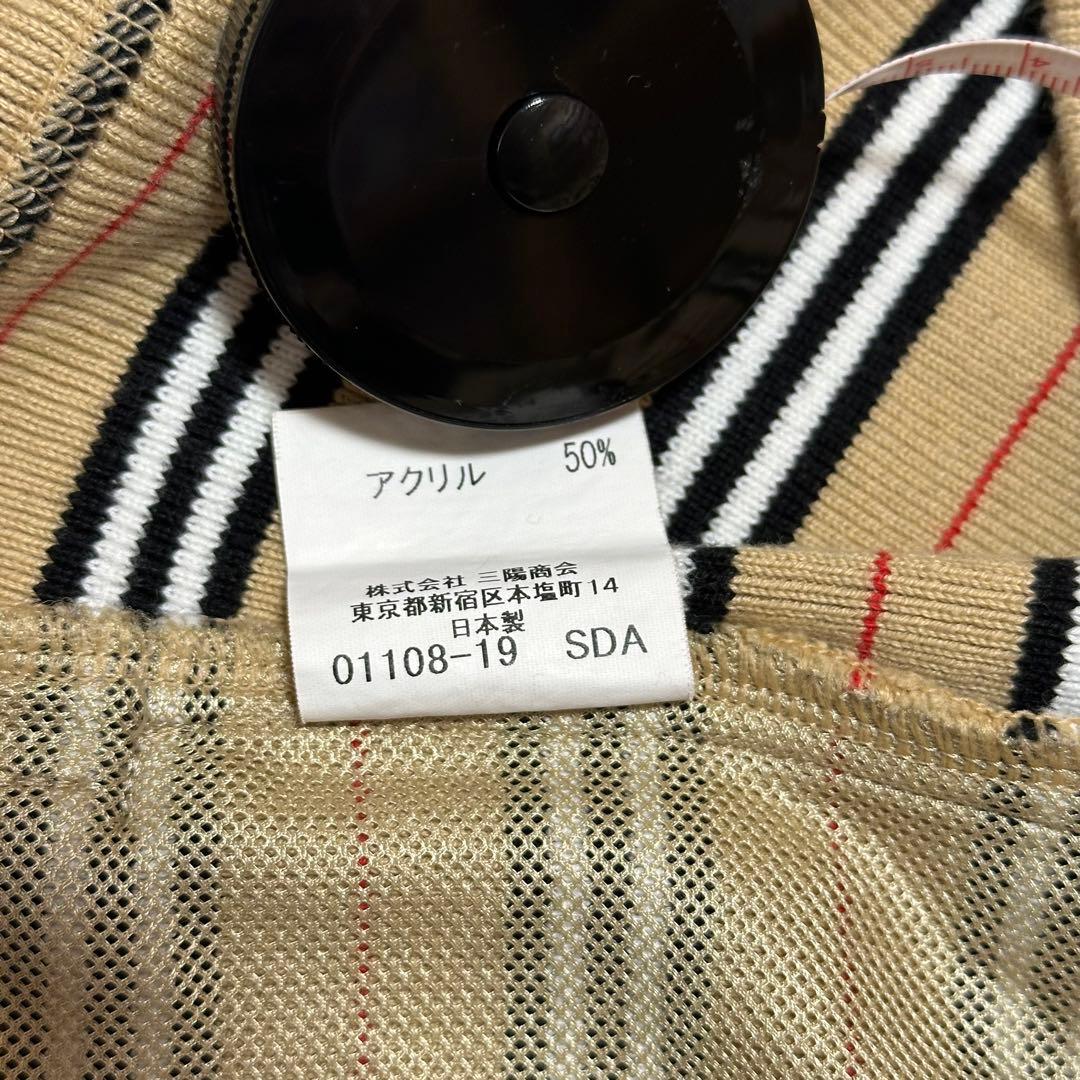 アクリル 50%
株式会社 三陽商会
東京都新宿区本塩町14
日本製
01108-19 SDA